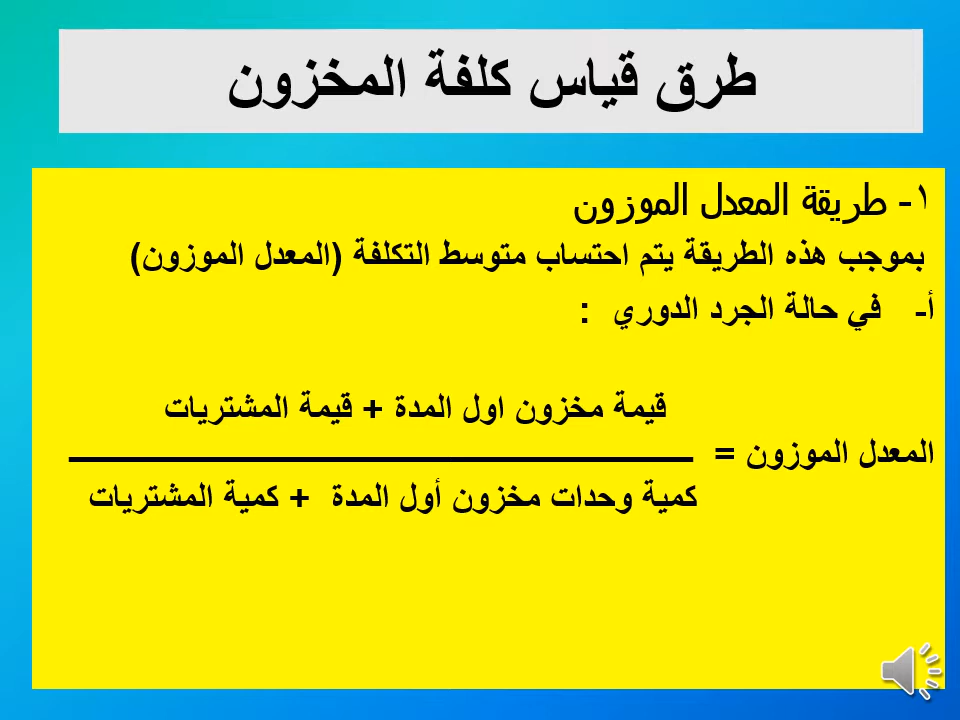 طرق قياس كلفة المخزون
١- طريقة المعدل الموزون
بموجب هذه الطريقة يتم احتساب متوسط التكلفة (المعدل الموزون)
أ- في حالة الجرد الدوري :
قيمة مخزون اول المدة + قيمة المشتريات
المعدل الموزون =
كمية وحدات مخزون أول المدة + كمية المشتريات